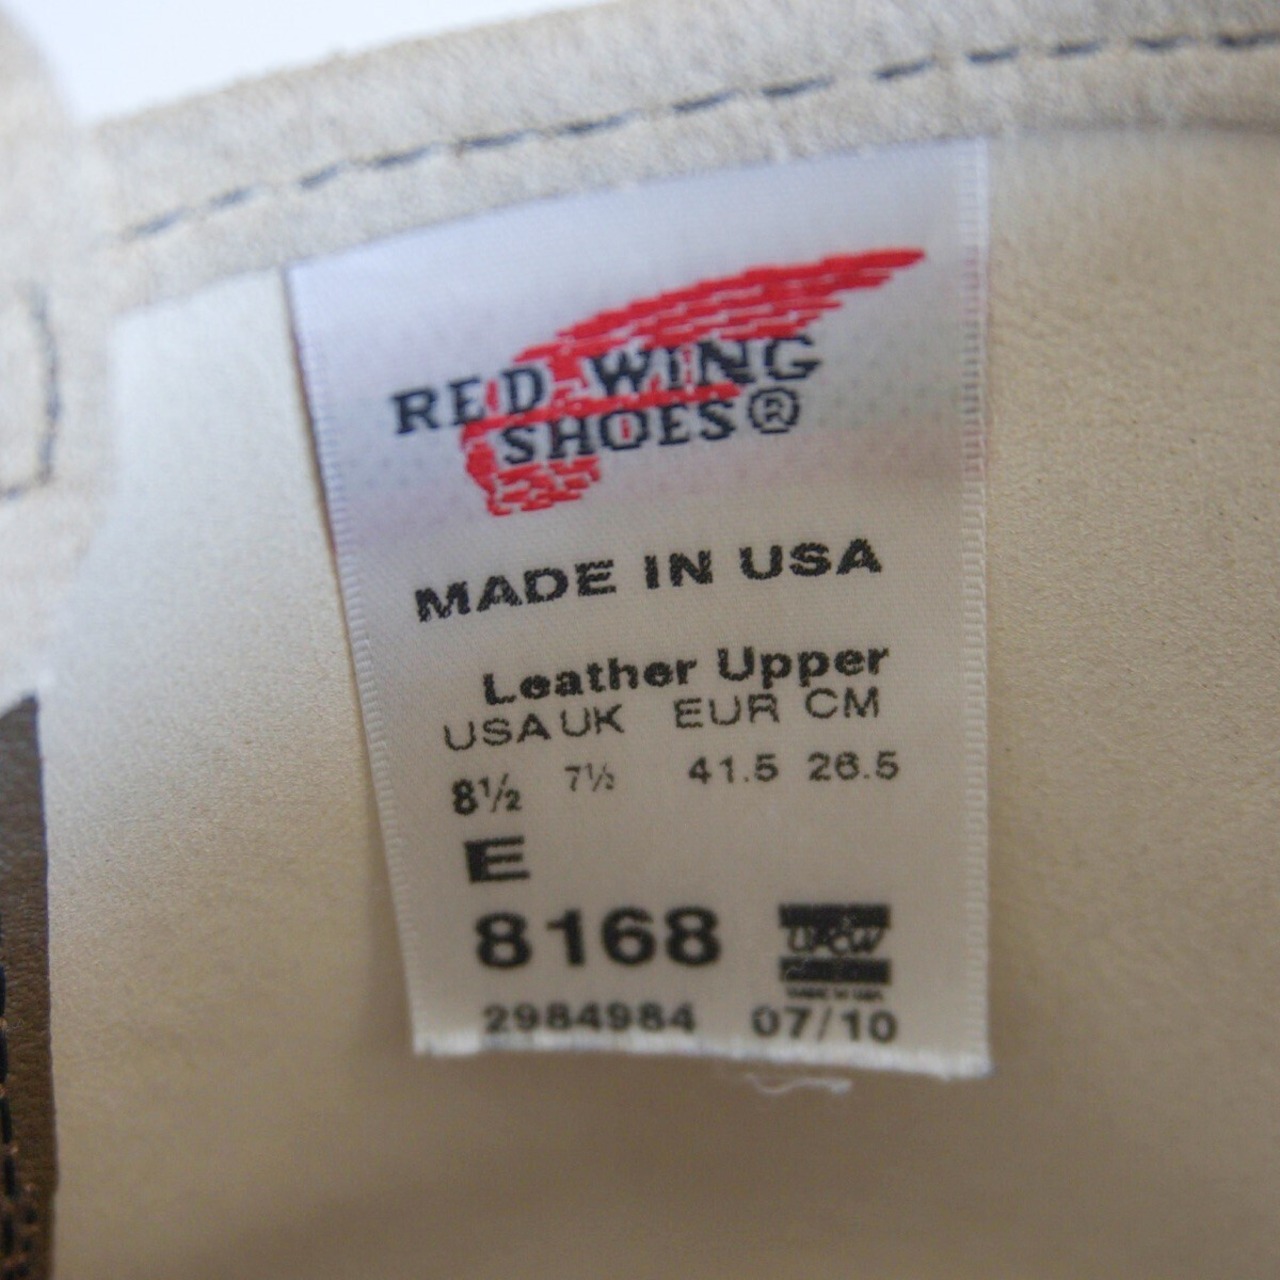 RED WING
SHOES®
MADE IN USA
Leather Upper
USA UK EUR CM
8½ 7½ 41.5 26.5
E
8168
UFCW
2984984 07/10